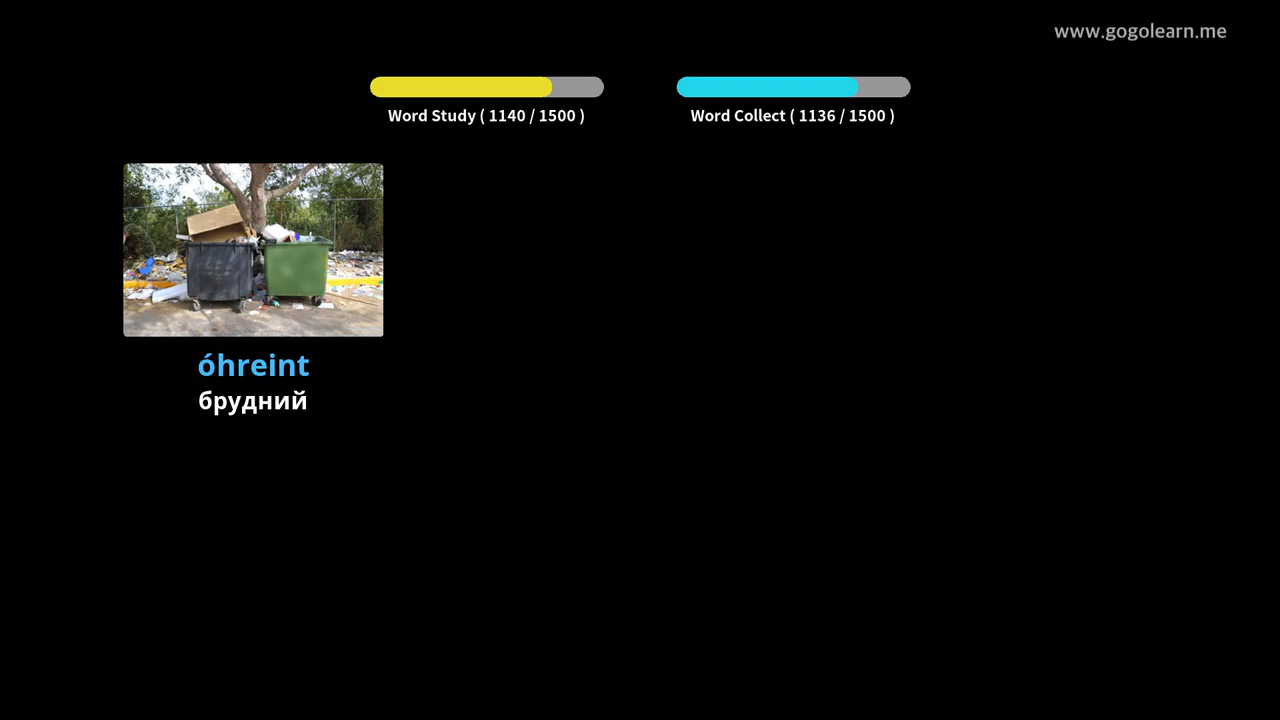 www.gogolearn.me
Word Study ( 1140 / 1500 )
Word Collect ( 1136 / 1500 )
óhreint
брудний